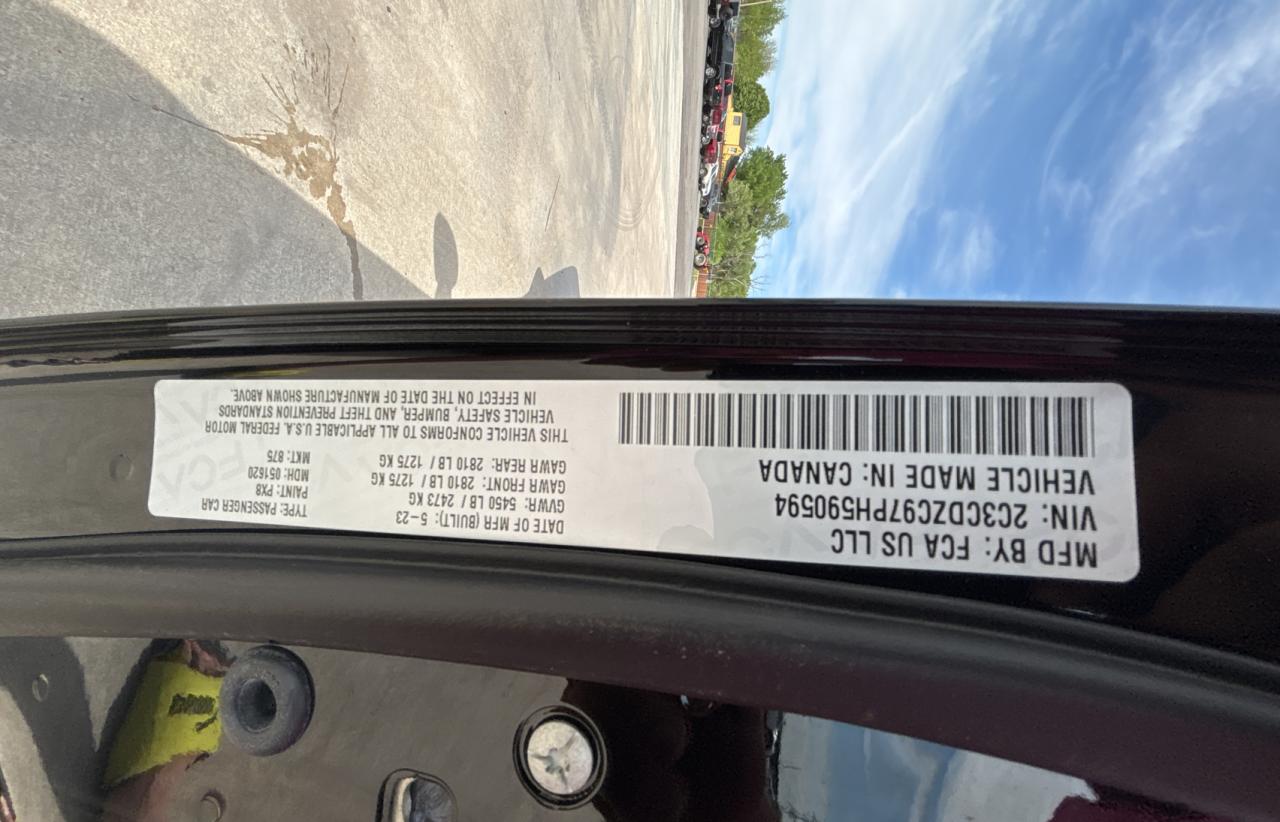 MFD BY: FCA US LLC
VIN: 2C3CDZC97PH590594
VEHICLE MADE IN: CANADA
DATE OF MFR (BUILT): 5-23
GVWR: 5450 LB / 2473 KG
GAWR FRONT: 2810 LB / 1275 KG
GAWR REAR: 2810 LB / 1275 KG
TYPE: PASSENGER CAR
PAINT: PX8
MDH: 051620
MKT: 875
THIS VEHICLE CONFORMS TO ALL APPLICABLE U.S.A. FEDERAL MOTOR
VEHICLE SAFETY, BUMPER, AND THEFT PREVENTION STANDARDS
IN EFFECT ON THE DATE OF MANUFACTURE SHOWN ABOVE.
FCA